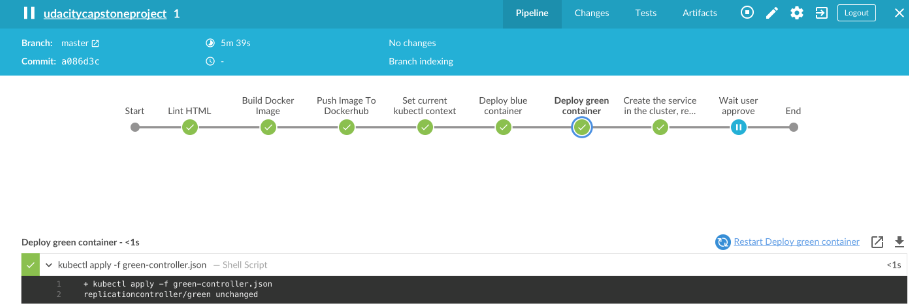 udacitycapstoneproject 1
Pipeline Changes Tests Artifacts Logout
Branch: master 5m 39s No changes
Commit: a086d3c - Branch indexing
Start
Lint HTML
Build Docker
Image
Push Image To
Dockerhub
Set current
kubectl context
Deploy blue
container
Deploy green
container
Create the service
in the cluster, re...
Wait user
approve
End
Deploy green container - <1s Restart Deploy green container
kubectl apply -f green-controller.json — Shell Script <1s
1 + kubectl apply -f green-controller.json
2 replicationcontroller/green unchanged